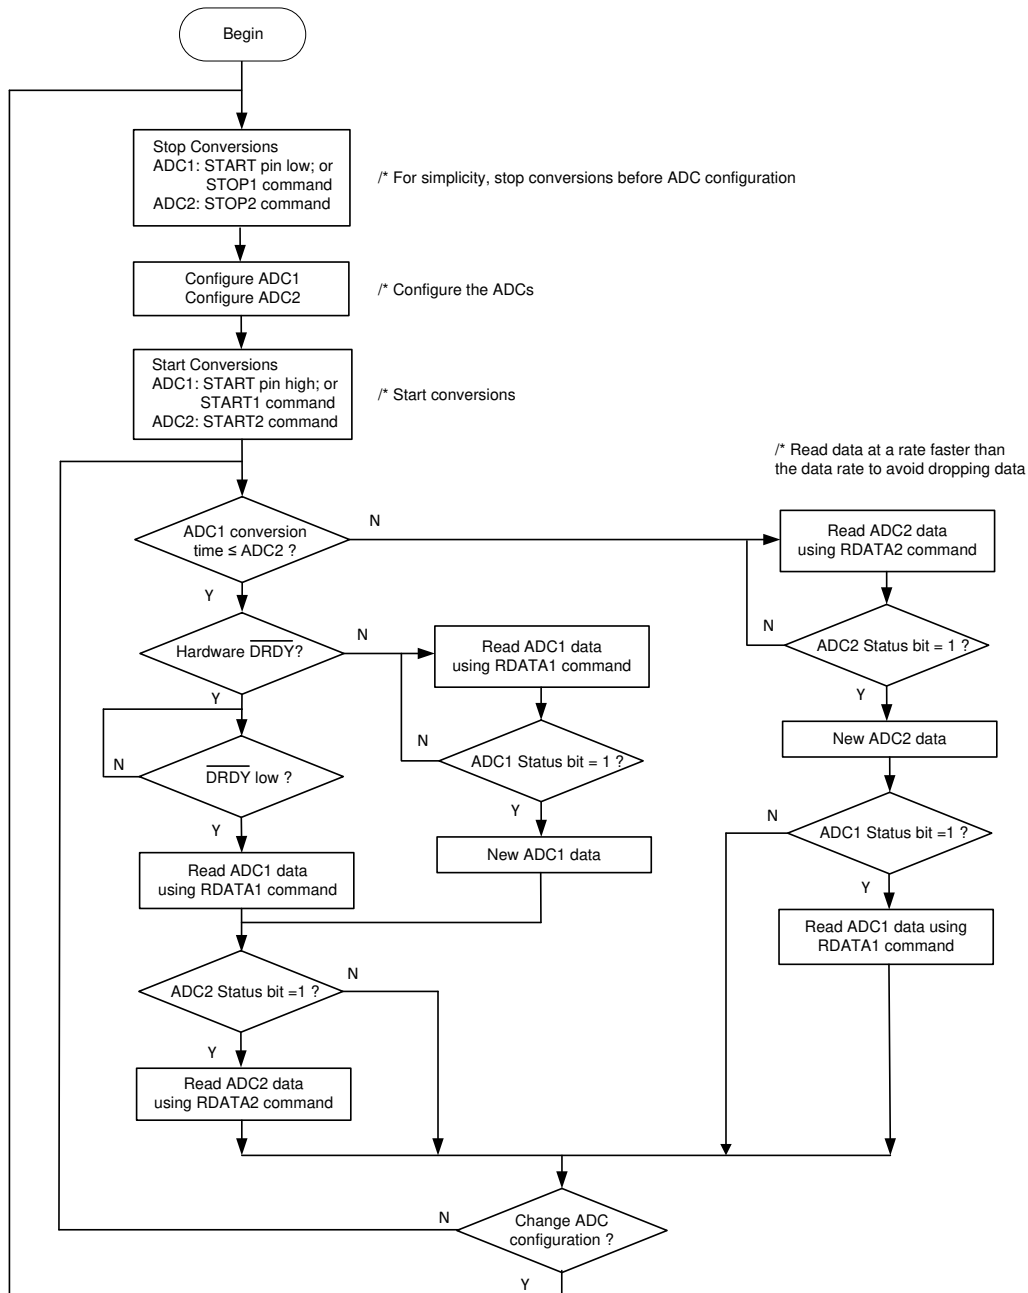 Begin
Stop Conversions
ADC1: START pin low; or
STOP1 command
ADC2: STOP2 command
/* For simplicity, stop conversions before ADC configuration
Configure ADC1
Configure ADC2
/* Configure the ADCs
Start Conversions
ADC1: START pin high; or
START1 command
ADC2: START2 command
/* Start conversions
/* Read data at a rate faster than
the data rate to avoid dropping data
ADC1 conversion
time ≤ ADC2 ?
N
Y
Read ADC2 data
using RDATA2 command
Hardware DRDY?
N
Y
Read ADC1 data
using RDATA1 command
ADC2 Status bit = 1 ?
N
Y
DRDY low ?
N
Y
ADC1 Status bit = 1 ?
N
Y
New ADC2 data
ADC1 Status bit =1 ?
N
Y
New ADC1 data
Read ADC1 data
using RDATA1 command
Read ADC1 data using
RDATA1 command
ADC2 Status bit =1 ?
N
Y
Read ADC2 data
using RDATA2 command
Change ADC
configuration ?
N
Y